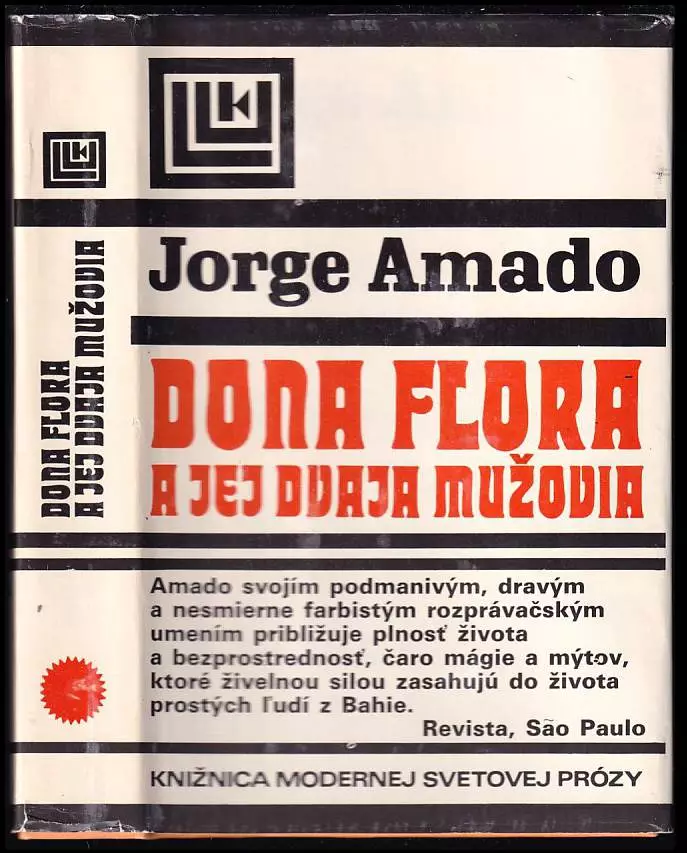 DONA FLORA
A JEJ DVAJA MUŽOVIA
Jorge Amado
DONA FLORA
A JEJ DVAJA MUŽOVIA
Amado svojím podmanivým, dravým
a nesmierne farbistým rozprávačským
umením približuje plnosť života
a bezprostrednosť, čaro mágie a mýtov,
ktoré živelnou silou zasahujú do života
prostých ľudí z Bahie.
Revista, São Paulo
KNIŽNICA MODERNEJ SVETOVEJ PRÓZY